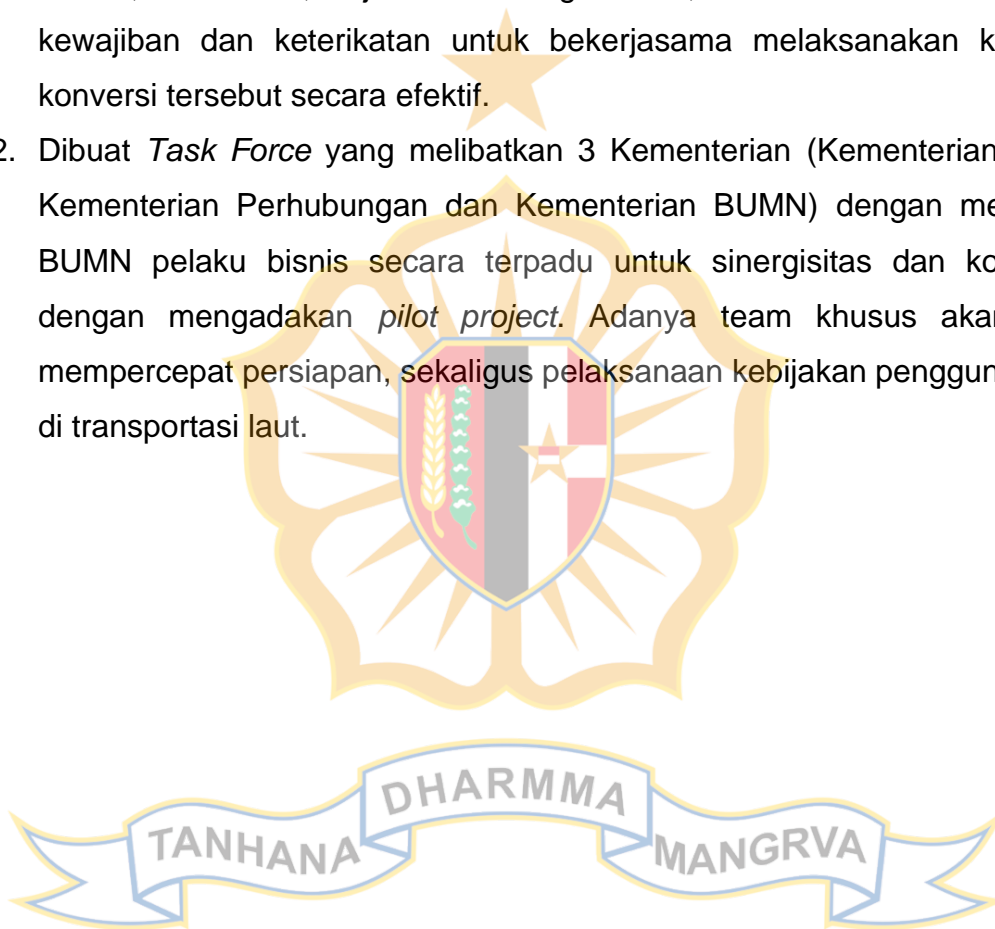 kewajiban dan keterikatan untuk bekerjasama melaksanakan k
konversi tersebut secara efektif.
2. Dibuat Task Force yang melibatkan 3 Kementerian (Kementerian
Kementerian Perhubungan dan Kementerian BUMN) dengan me
BUMN pelaku bisnis secara terpadu untuk sinergisitas dan ko
dengan mengadakan pilot project. Adanya team khusus akan
mempercepat persiapan, sekaligus pelaksanaan kebijakan penggun
di transportasi laut.
TANHANA DHARMMA MANGRVA